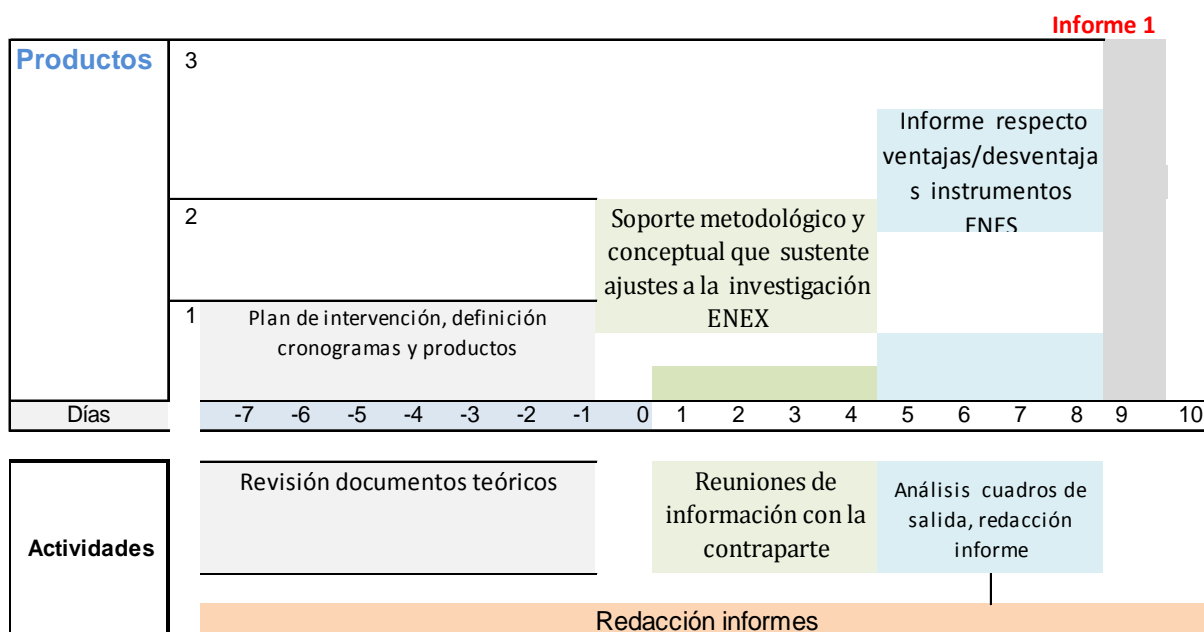 Informe 1
Productos
3
Informe respecto
ventajas/desventaja
s instrumentos
ENES
2
Soporte metodológico y
conceptual que sustente
ajustes a la investigación
ENEX
1
Plan de intervención, definición
cronogramas y productos
Días -7 -6 -5 -4 -3 -2 -1 0 1 2 3 4 5 6 7 8 9 10
Actividades
Revisión documentos teóricos
Reuniones de
información con la
contraparte
Análisis cuadros de
salida, redacción
informe
Redacción informes